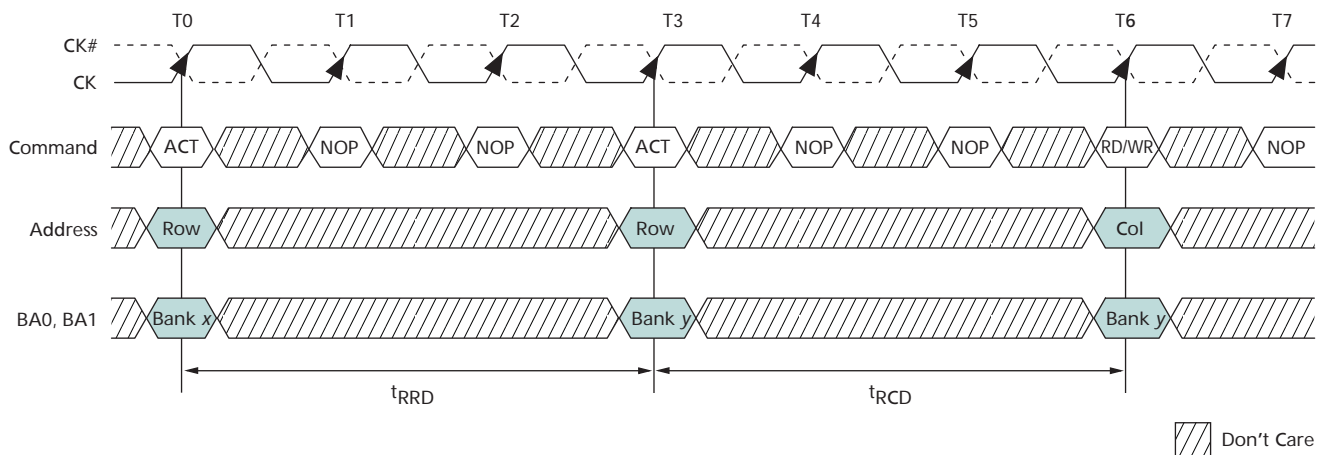 T0 T1 T2 T3 T4 T5 T6 T7
CK#
CK
Command ACT NOP NOP ACT NOP NOP RD/WR NOP
Address Row Row Col
BA0, BA1 Bank x Bank y Bank y
tRRD tRCD
Don't Care